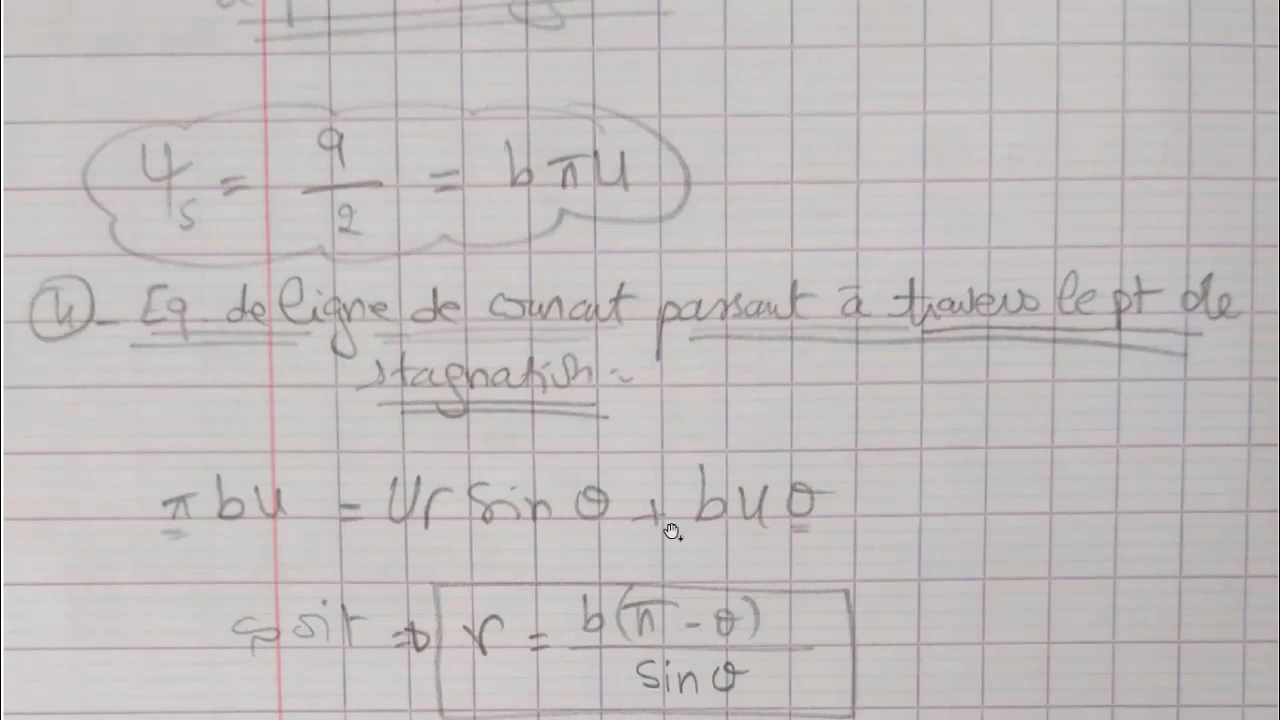 Ψs = q/2 = bπU
4 - Eq de ligne de courant passant à travers le pt de
stagnation :
πbU = Ur sin θ + bUθ
soit ⇒ r = b(π - θ)/sin θ